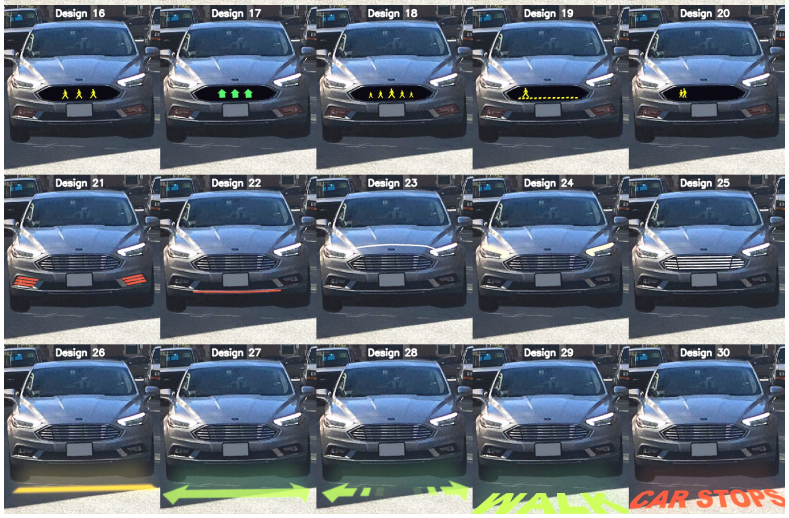 Design 16
Design 17
Design 18
Design 19
Design 20
Design 21
Design 22
Design 23
Design 24
Design 25
Design 26
Design 27
Design 28
Design 29
Design 30
WALK
CAR STOPS